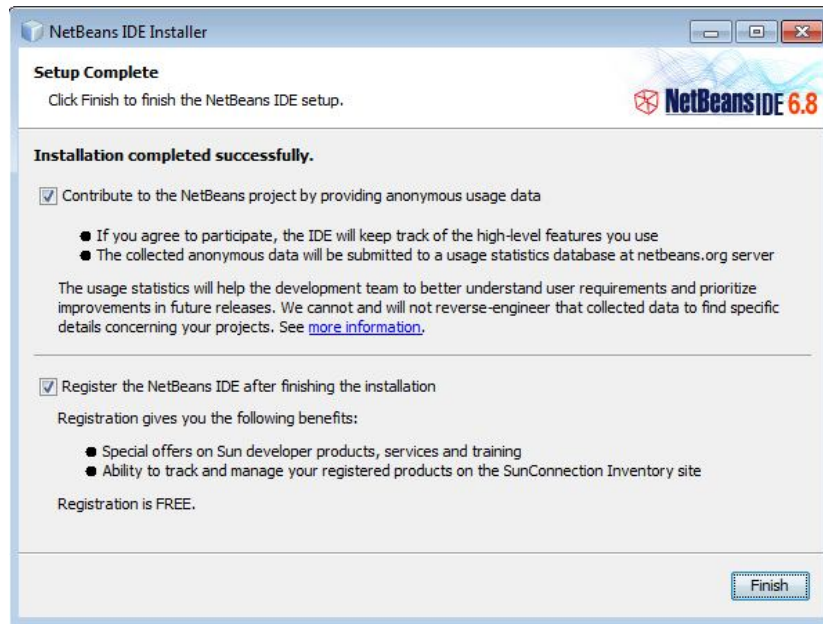 NetBeans IDE Installer
Setup Complete
Click Finish to finish the NetBeans IDE setup.
NetBeans IDE 6.8
Installation completed successfully.
Contribute to the NetBeans project by providing anonymous usage data
● If you agree to participate, the IDE will keep track of the high-level features you use
● The collected anonymous data will be submitted to a usage statistics database at netbeans.org server
The usage statistics will help the development team to better understand user requirements and prioritize
improvements in future releases. We cannot and will not reverse-engineer that collected data to find specific
details concerning your projects. See more information.
Register the NetBeans IDE after finishing the installation
Registration gives you the following benefits:
● Special offers on Sun developer products, services and training
● Ability to track and manage your registered products on the SunConnection Inventory site
Registration is FREE.
Finish